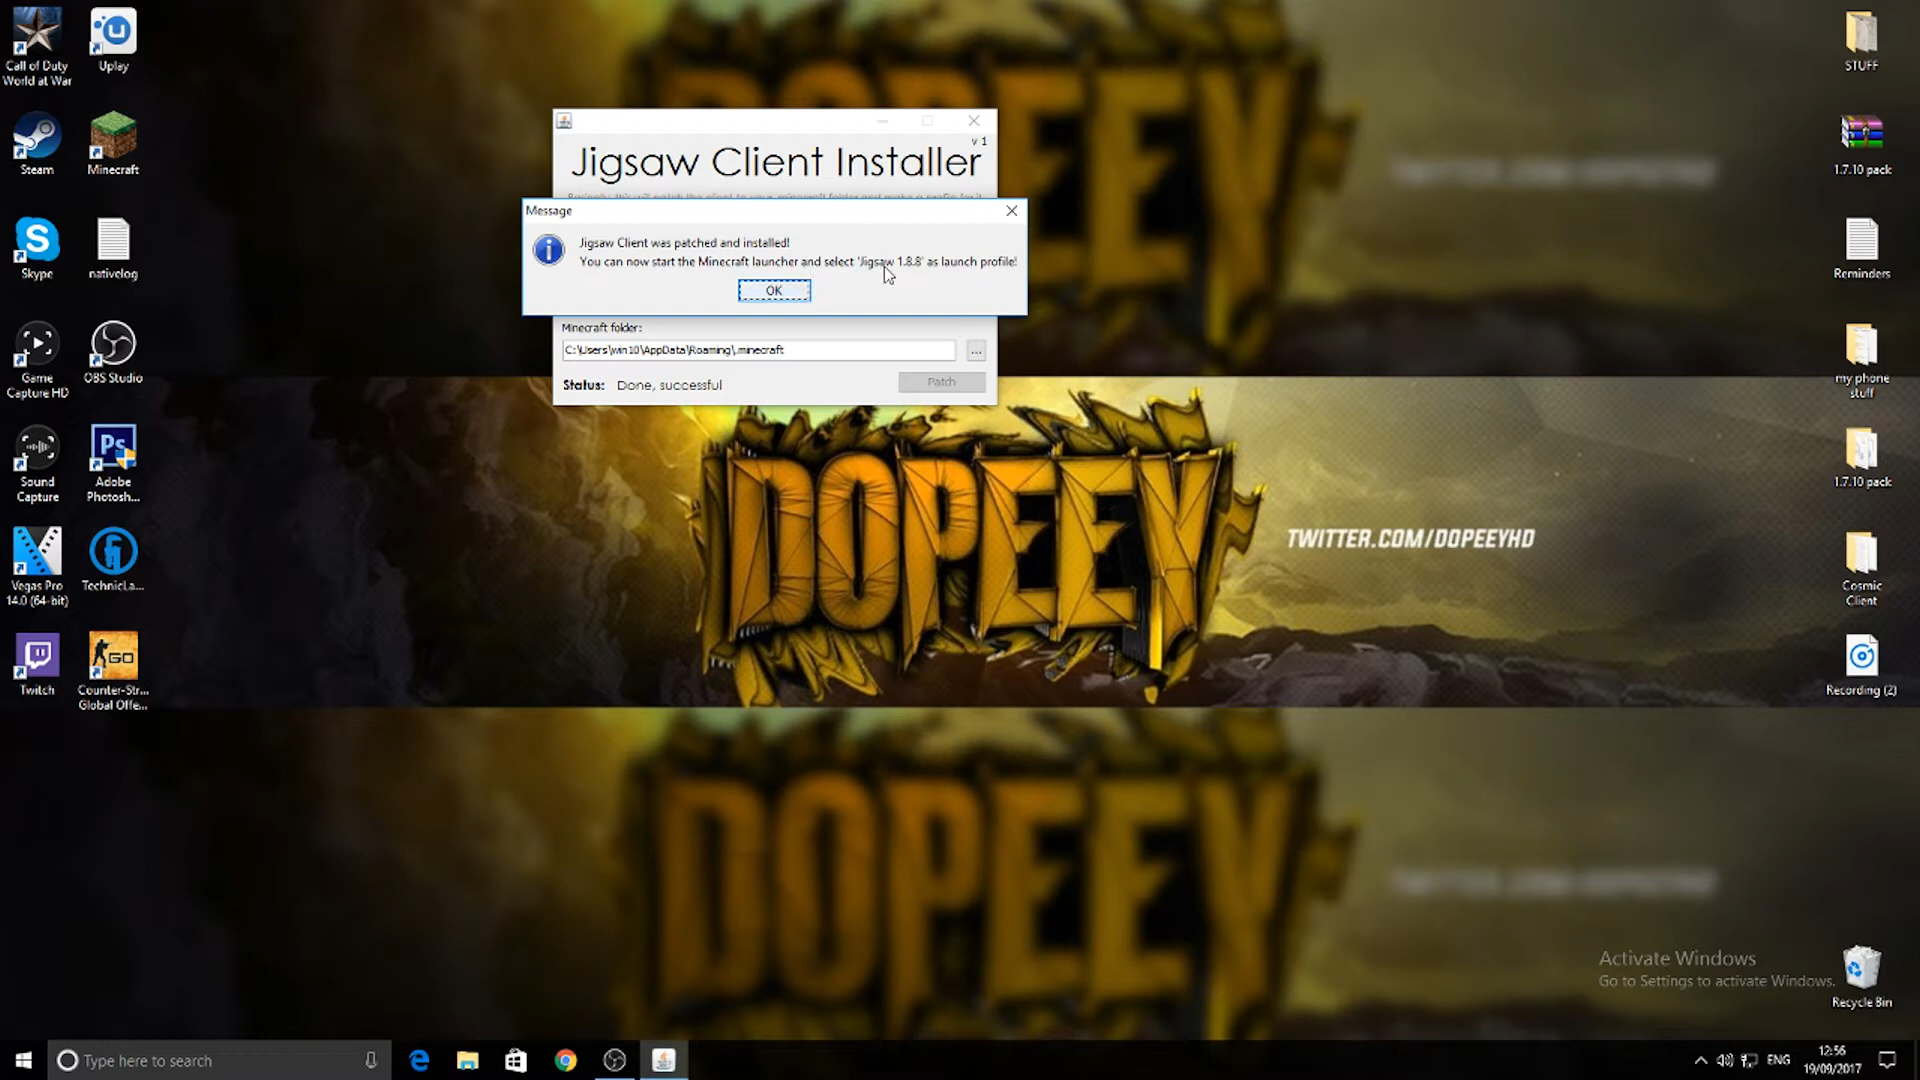 Call of Duty
World at War
Uplay
Steam
Minecraft
Skype
nativelog
Game
Capture HD
OBS Studio
Sound
Capture
Adobe
Photosh...
Vegas Pro
14.0 (64-bit)
TechnicLa...
Twitch
Counter-Str...
Global Offe...
v 1
Jigsaw Client Installer
Message
Jigsaw Client was patched and installed!
You can now start the Minecraft launcher and select 'Jigsaw 1.8.8' as launch profile!
OK
Minecraft folder:
C:\Users\win10\AppData\Roaming\.minecraft
...
Status: Done, successful
Patch
DOPEEY
DOPEEY
TWITTER.COM/DOPEEYHD
DOPEEY
STUFF
1.7.10 pack
Reminders
my phone
stuff
1.7.10 pack
Cosmic
Client
Recording (2)
Activate Windows
Go to Settings to activate Windows.
Recycle Bin
Type here to search
ENG
12:56
19/09/2017